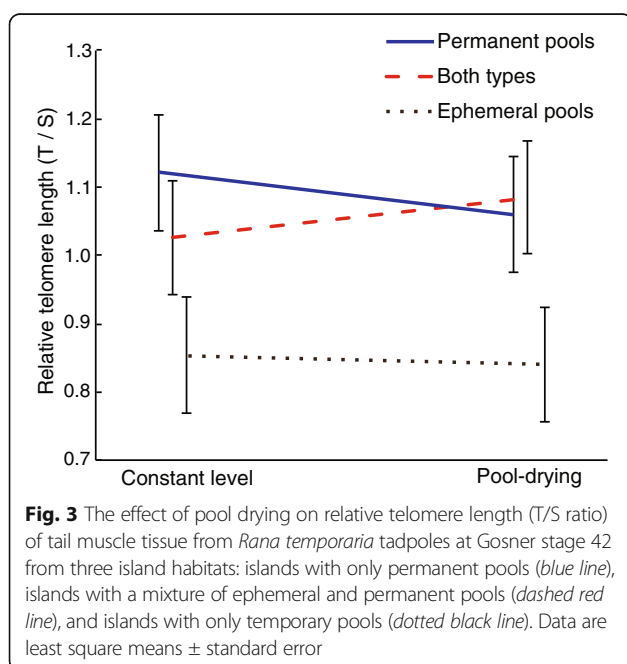 1.3
1.2
1.1
1.0
0.9
0.8
0.7
Relative telomere length (T / S)
Permanent pools
Both types
Ephemeral pools
Constant level
Pool-drying
Fig. 3 The effect of pool drying on relative telomere length (T/S ratio)
of tail muscle tissue from Rana temporaria tadpoles at Gosner stage 42
from three island habitats: islands with only permanent pools (blue line),
islands with a mixture of ephemeral and permanent pools (dashed red
line), and islands with only temporary pools (dotted black line). Data are
least square means ± standard error